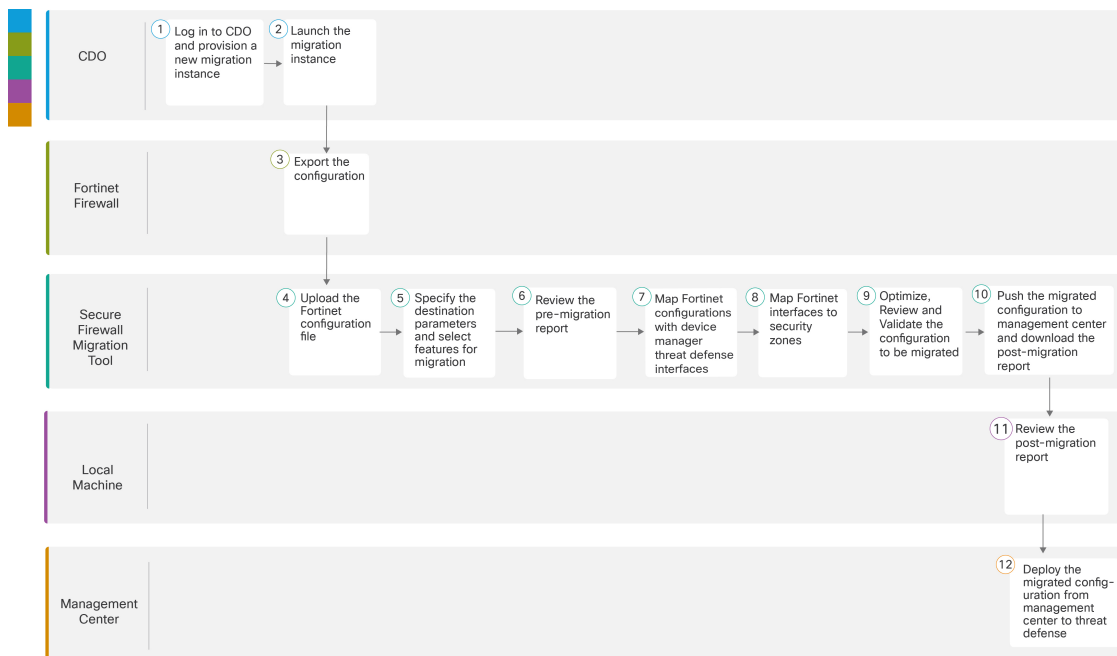 CDO
1
Log in to CDO
and provision a
new migration
instance
2
Launch the
migration
instance
Fortinet
Firewall
3
Export the
configuration
Secure
Firewall
Migration
Tool
4
Upload the
Fortinet
configuration
file
5
Specify the
destination
parameters
and select
features for
migration
6
Review the
pre-migration
report
7
Map Fortinet
configurations
with device
manager
threat defense
interfaces
8
Map Fortinet
interfaces to
security
zones
9
Optimize,
Review and
Validate the
configuration
to be migrated
10
Push the migrated
configuration to
management center
and download the
post-migration
report
Local
Machine
11
Review the
post-migration
report
Management
Center
12
Deploy the
migrated config-
uration from
management
center to threat
defense